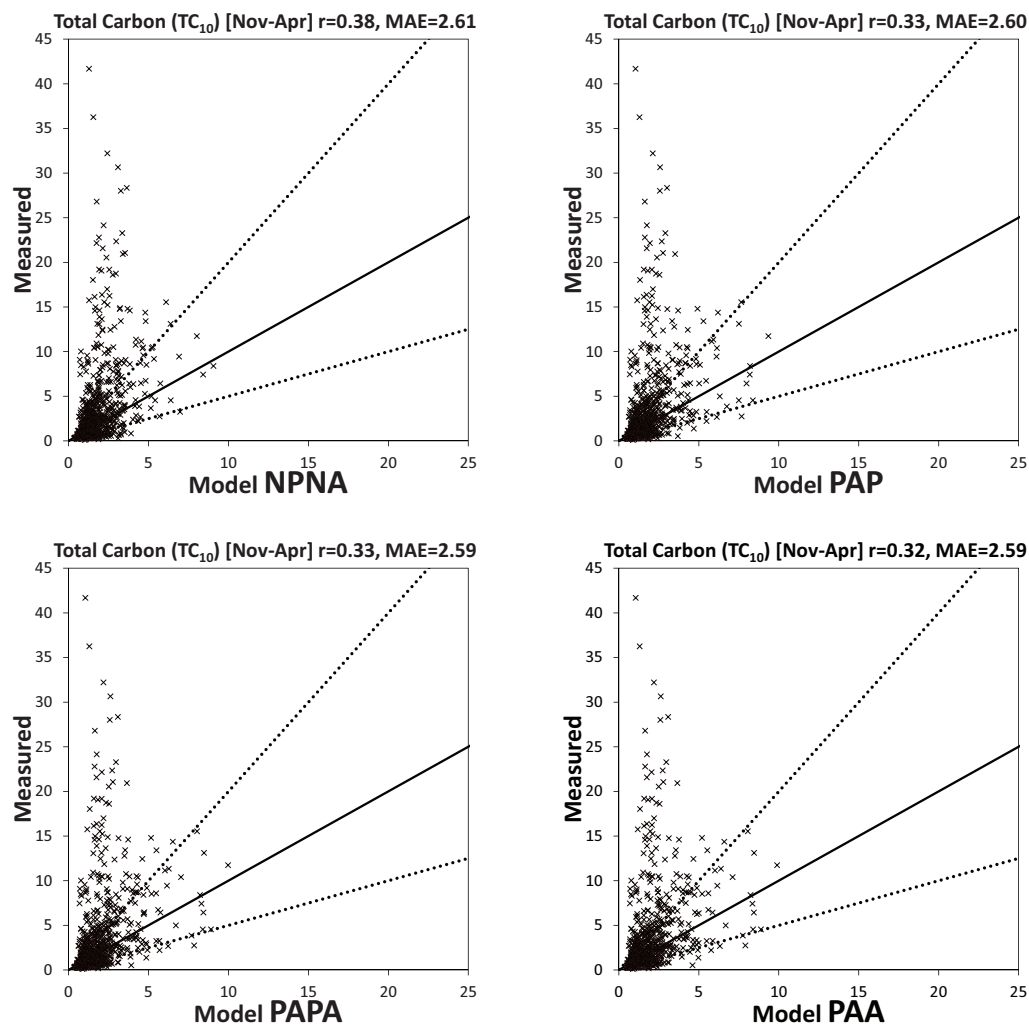 Total Carbon (TC10) [Nov-Apr] r=0.38, MAE=2.61
45
40
35
30
25
20
15
10
5
0
Measured
0 5 10 15 20 25
Model NPNA
Total Carbon (TC10) [Nov-Apr] r=0.33, MAE=2.60
45
40
35
30
25
20
15
10
5
0
Measured
0 5 10 15 20 25
Model PAP
Total Carbon (TC10) [Nov-Apr] r=0.33, MAE=2.59
45
40
35
30
25
20
15
10
5
0
Measured
0 5 10 15 20 25
Model PAPA
Total Carbon (TC10) [Nov-Apr] r=0.32, MAE=2.59
45
40
35
30
25
20
15
10
5
0
Measured
0 5 10 15 20 25
Model PAA